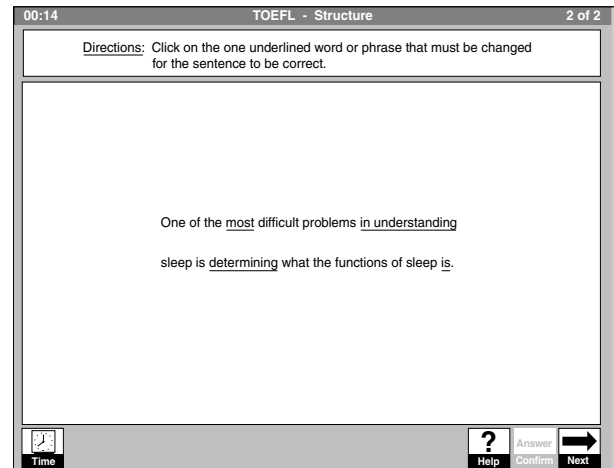 00:14 TOEFL - Structure 2 of 2
Directions: Click on the one underlined word or phrase that must be changed
for the sentence to be correct.
One of the most difficult problems in understanding
sleep is determining what the functions of sleep is.
Time
?
Help
Answer
Confirm
Next